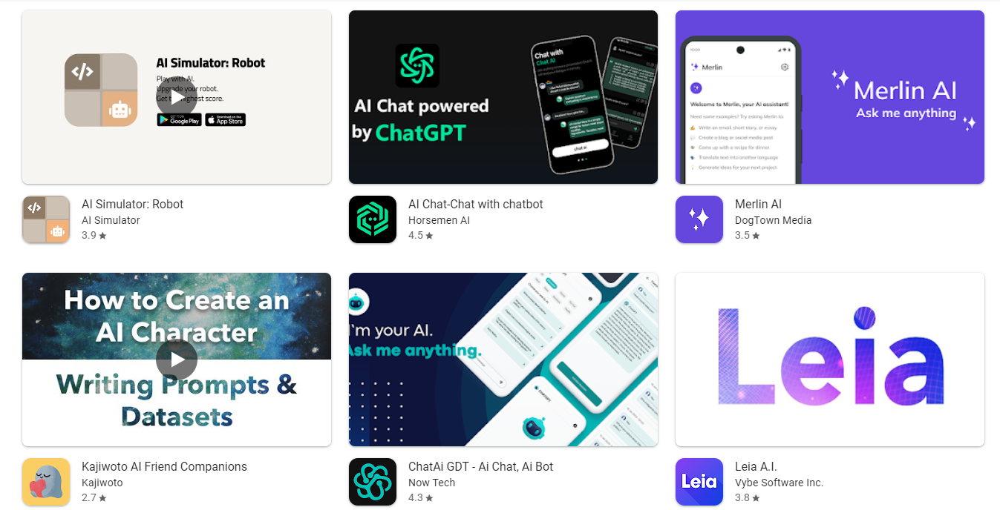 AI Simulator: Robot
Play with AI.
Upgrade your robot.
Get highest score.
GET IT ON
Google Play
Download on the
App Store
AI Simulator: Robot
AI Simulator
3.9 ★
AI Chat powered
by ChatGPT
Chat with
Chat AI
chat ai
AI Chat-Chat with chatbot
Horsemen AI
4.5 ★
Merlin
Welcome to Merlin, your AI assistant!
Need some examples? Try asking Merlin to
Write an email, short story, or essay
Create a blog or social media post
Come up with a recipe for dinner
Translate text into another language
Generate ideas for your next project
Merlin AI
Ask me anything
Merlin AI
DogTown Media
3.5 ★
How to Create an
AI Character
Writing Prompts &
Datasets
Kajiwoto AI Friend Companions
Kajiwoto
2.7 ★
I'm your AI.
Ask me anything.
CHATGPT
ChatAi GDT - Ai Chat, Ai Bot
Now Tech
4.3 ★
Leia
Leia
Leia A.I.
Vybe Software Inc.
3.8 ★